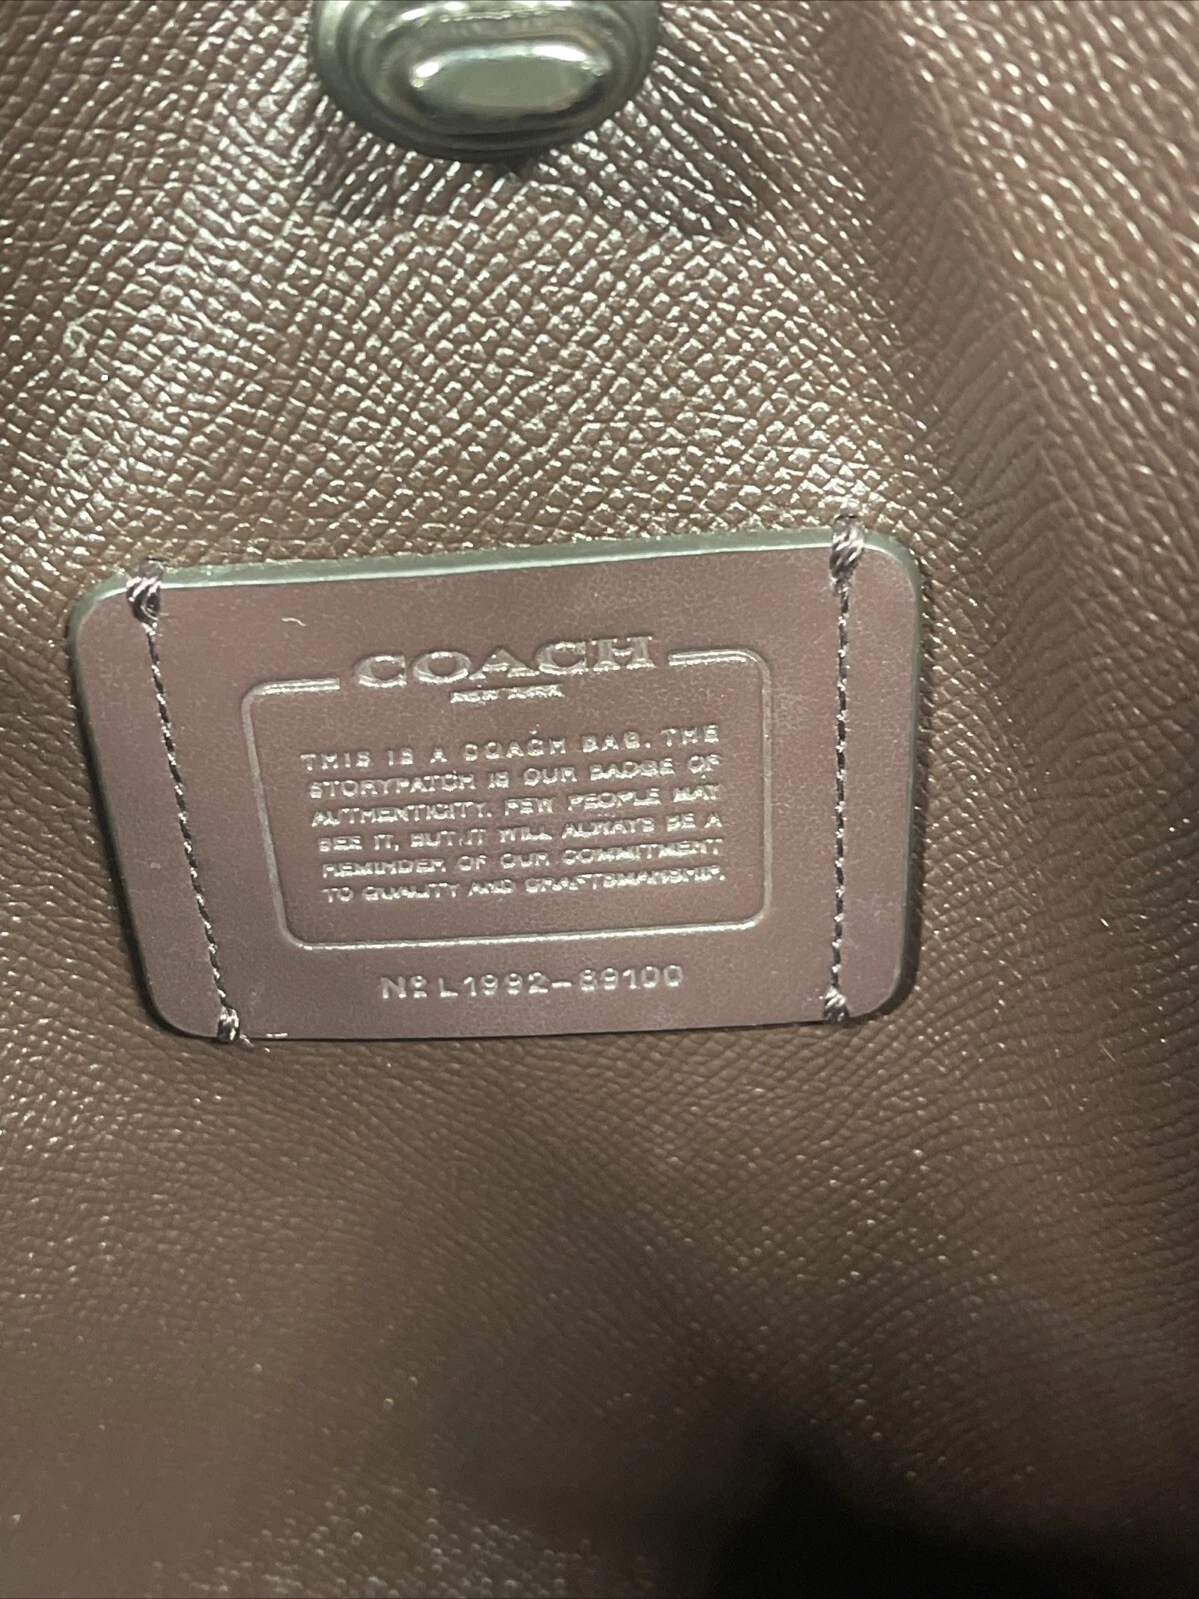 COACH
NEW YORK
THIS IS A COACH BAG. THE
STORYPATCH IS OUR BADGE OF
AUTHENTICITY. FEW PEOPLE MAY
SEE IT, BUT IT WILL ALWAYS BE A
REMINDER OF OUR COMMITMENT
TO QUALITY AND CRAFTSMANSHIP.
Nº L1992-89100